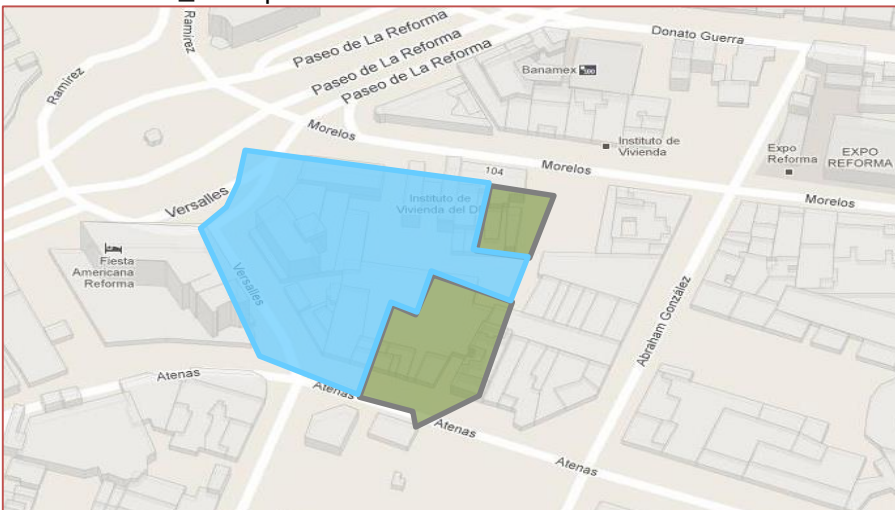 Ramirez
Paseo de La Reforma
Donato Guerra
Paseo de La Reforma
Ramirez
Paseo de La Reforma
Banamex
Morelos
Instituto de
Vivienda
Expo
Reforma
EXPO
REFORMA
Morelos
104
Morelos
Versalles
Instituto de
Vivienda del D
Fiesta
Americana
Reforma
Versalles
Abraham González
Atenas
Atenas
Atenas
Atenas